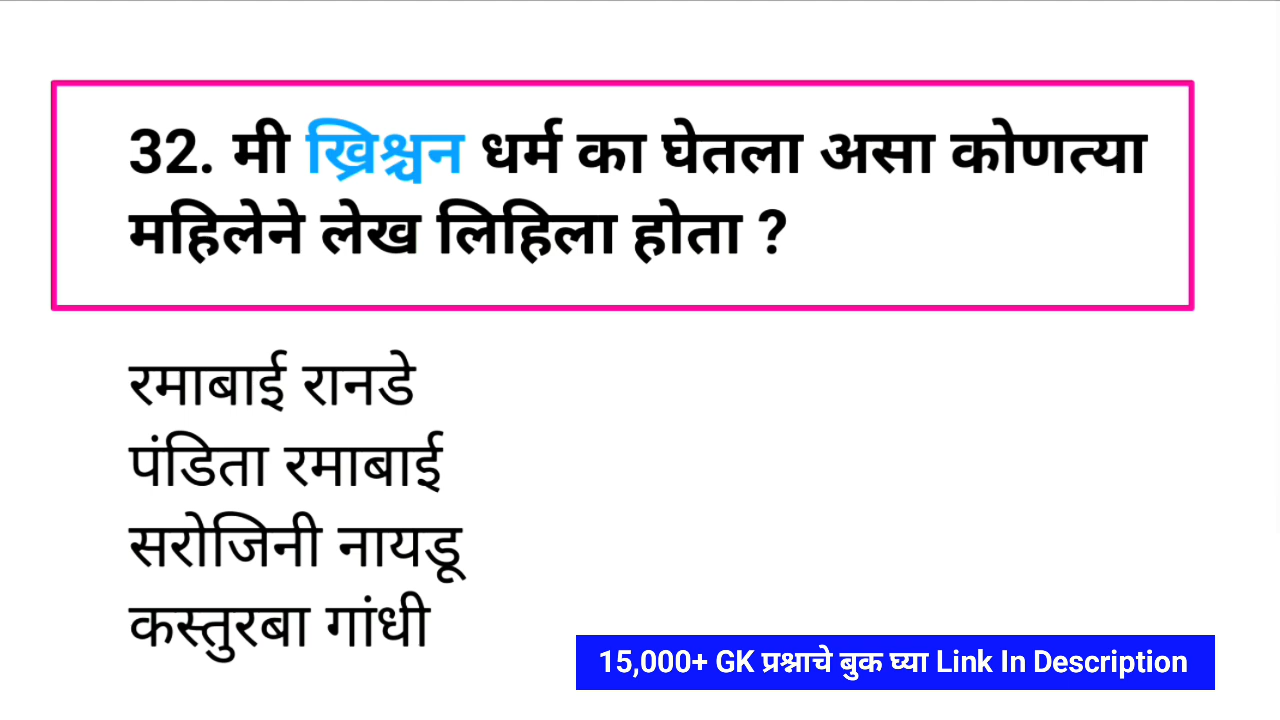 32. मी ख्रिश्चन धर्म का घेतला असा कोणत्या
महिलेने लेख लिहिला होता ?
रमाबाई रानडे
पंडिता रमाबाई
सरोजिनी नायडू
कस्तुरबा गांधी
15,000+ GK प्रश्नाचे बुक घ्या Link In Description